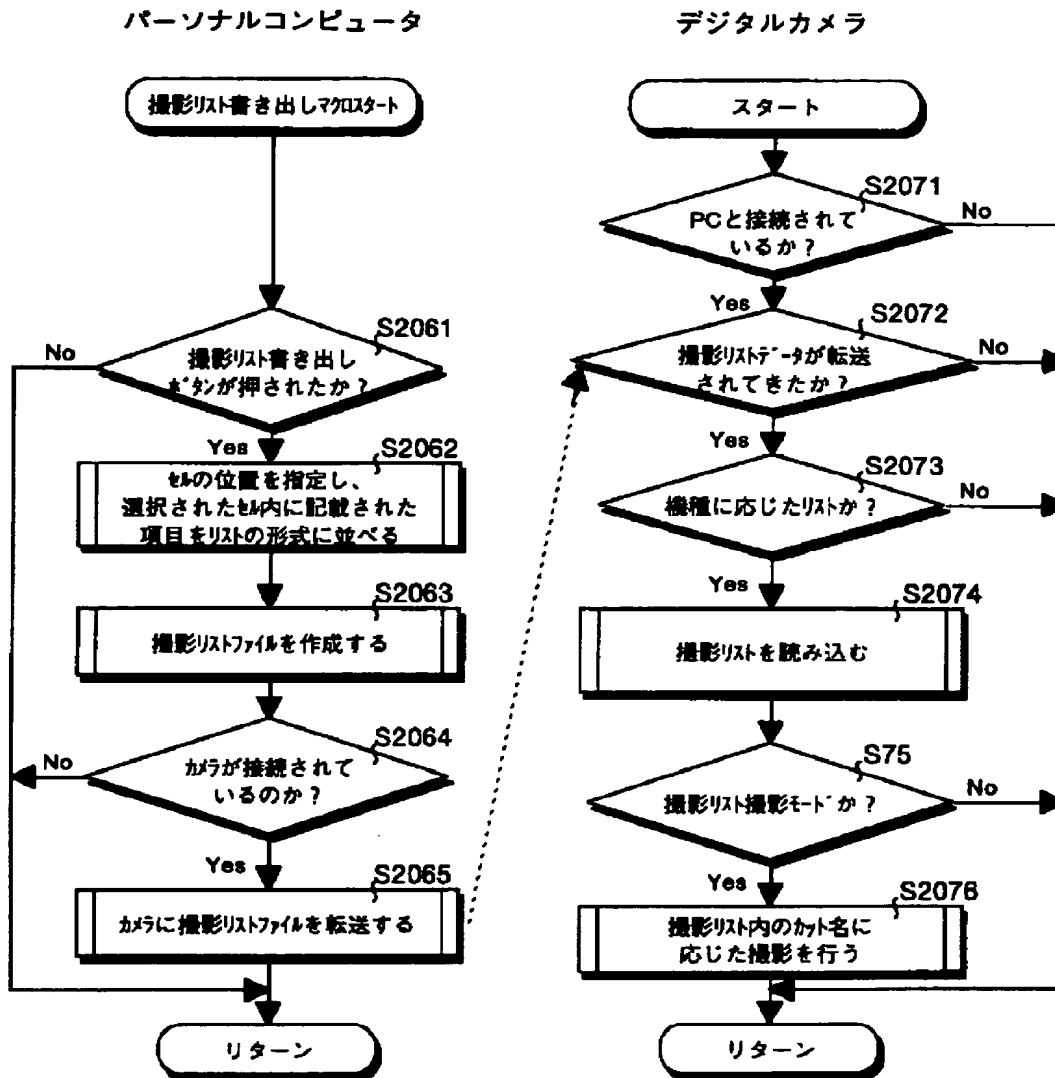 パーソナルコンピュータ
撮影リスト書き出しマクロスタート
S2061
No
撮影リスト書き出し
ボタンが押されたか?
Yes
S2062
セルの位置を指定し、
選択されたセル内に記載された
項目をリストの形式に並べる
S2063
撮影リストファイルを作成する
S2064
No
カメラが接続されて
いるのか?
Yes
S2065
カメラに撮影リストファイルを転送する
リターン
デジタルカメラ
スタート
S2071
No
PCと接続されて
いるか?
Yes
S2072
No
撮影リストデータが転送
されてきたか?
Yes
S2073
機種に応じたリストか?
No
Yes
S2074
撮影リストを読み込む
S75
No
撮影リスト撮影モードか?
Yes
S2076
撮影リスト内のカット名に
応じた撮影を行う
リターン